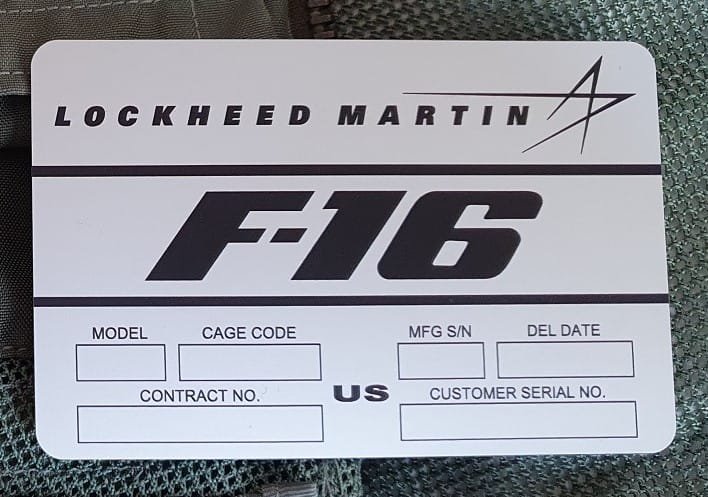 LOCKHEED MARTIN
F-16
MODEL CAGE CODE MFG S/N DEL DATE
CONTRACT NO. US CUSTOMER SERIAL NO.